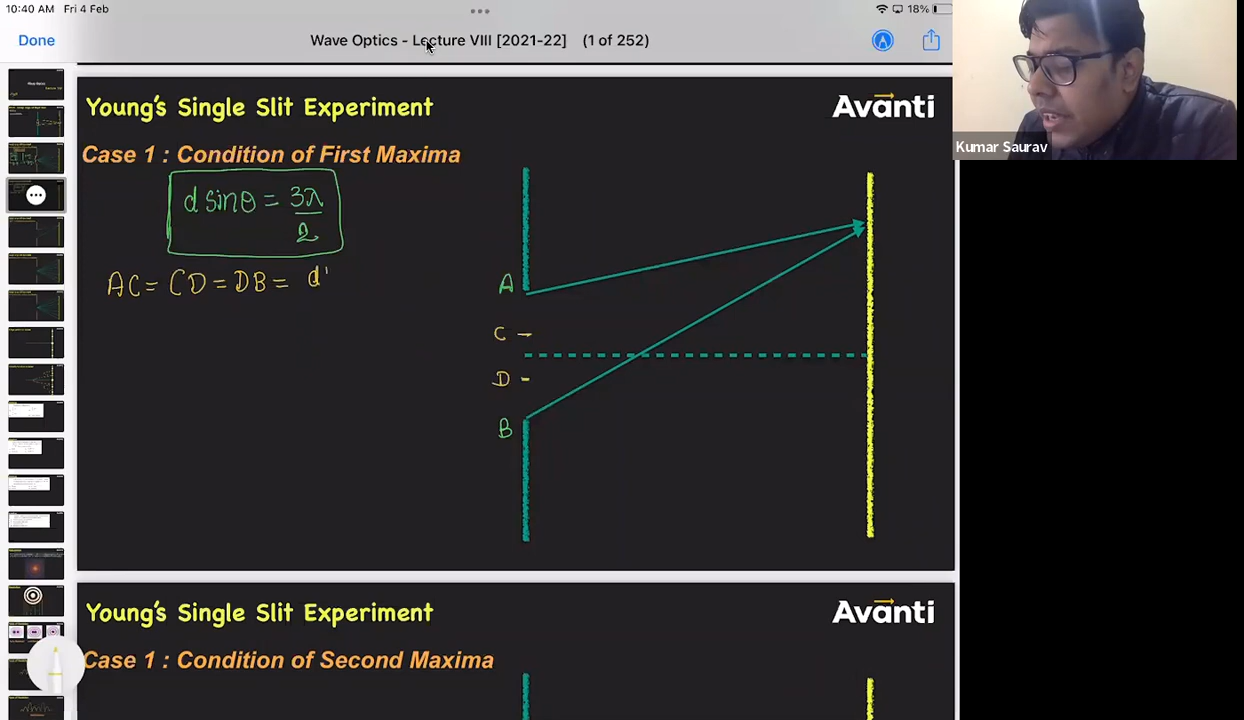 10:40 AM Fri 4 Feb
18%
Done
Wave Optics - Lecture VIII [2021-22] (1 of 252)
Young's Single Slit Experiment
Avanti
Case 1 : Condition of First Maxima
d sinθ = 3λ/2
AC = CD = DB = d'
A
C
D
B
Kumar Saurav
Young's Single Slit Experiment
Avanti
Case 1 : Condition of Second Maxima